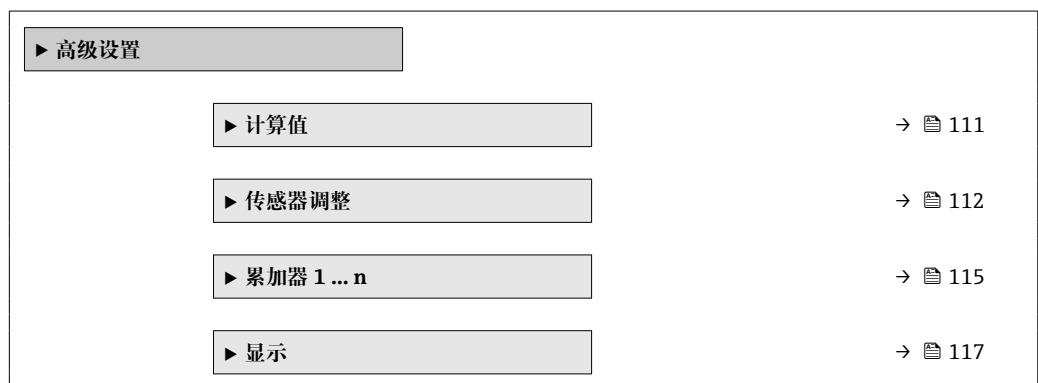 ▶ 高级设置
▶ 计算值 → 🖹 111
▶ 传感器调整 → 🖹 112
▶ 累加器 1 ... n → 🖹 115
▶ 显示 → 🖹 117